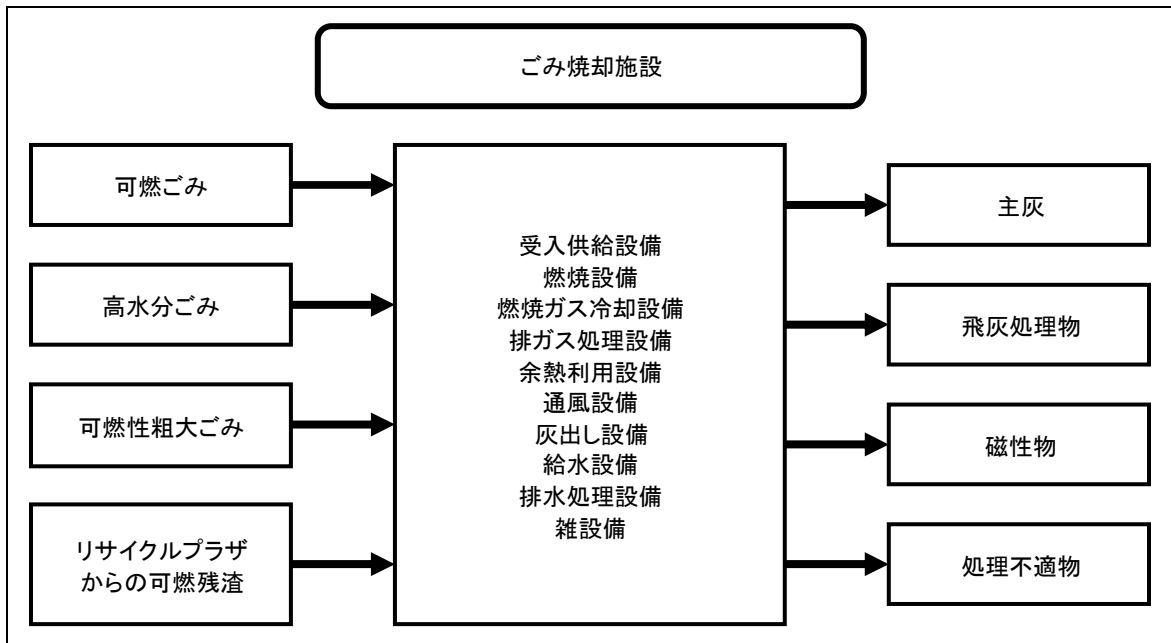 ごみ焼却施設
可燃ごみ
高水分ごみ
可燃性粗大ごみ
リサイクルプラザ
からの可燃残渣
受入供給設備
燃焼設備
燃焼ガス冷却設備
排ガス処理設備
余熱利用設備
通風設備
灰出し設備
給水設備
排水処理設備
雑設備
主灰
飛灰処理物
磁性物
処理不適物